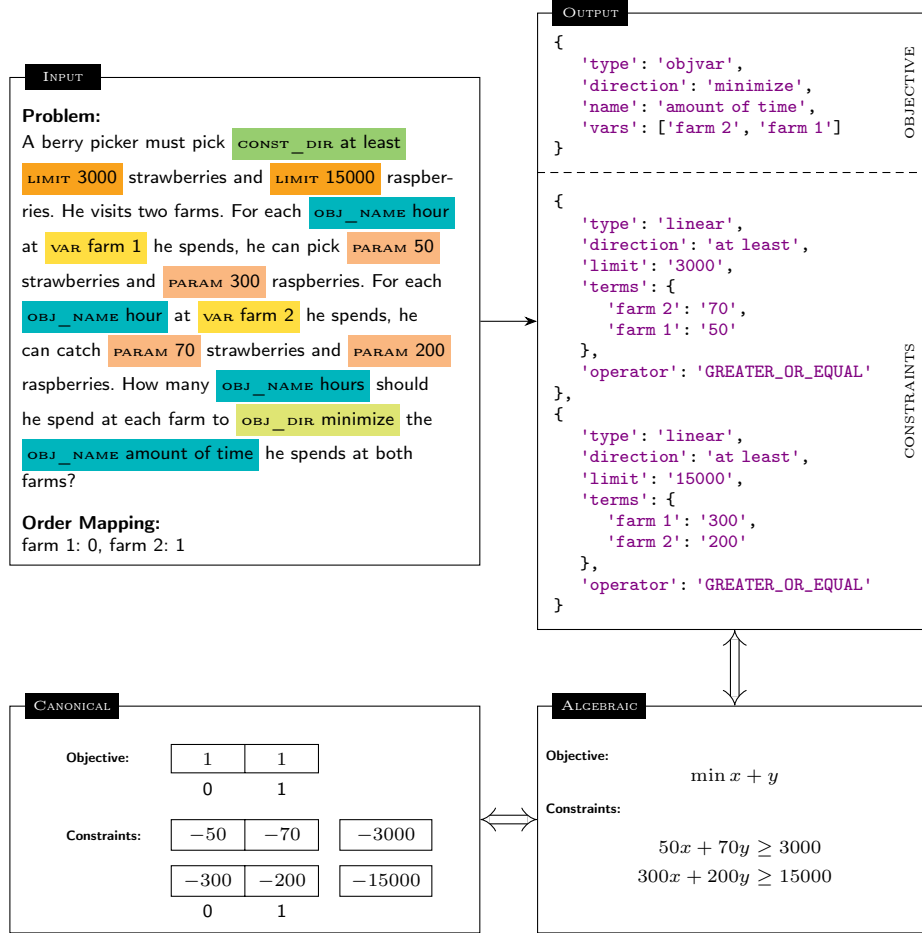 INPUT
Problem:
A berry picker must pick CONST_DIR at least
LIMIT 3000 strawberries and LIMIT 15000 raspber-
ries. He visits two farms. For each OBJ_NAME hour
at VAR farm 1 he spends, he can pick PARAM 50
strawberries and PARAM 300 raspberries. For each
OBJ_NAME hour at VAR farm 2 he spends, he
can catch PARAM 70 strawberries and PARAM 200
raspberries. How many OBJ_NAME hours should
he spend at each farm to OBJ_DIR minimize the
OBJ_NAME amount of time he spends at both
farms?
Order Mapping:
farm 1: 0, farm 2: 1
OUTPUT
{
'type': 'objvar',
'direction': 'minimize',
'name': 'amount of time',
'vars': ['farm 2', 'farm 1']
}
OBJECTIVE
{
'type': 'linear',
'direction': 'at least',
'limit': '3000',
'terms': {
'farm 2': '70',
'farm 1': '50'
},
'operator': 'GREATER_OR_EQUAL'
},
{
'type': 'linear',
'direction': 'at least',
'limit': '15000',
'terms': {
'farm 1': '300',
'farm 2': '200'
},
'operator': 'GREATER_OR_EQUAL'
}
CONSTRAINTS
CANONICAL
Objective: 1 1
0 1
Constraints: −50 −70 −3000
−300 −200 −15000
0 1
ALGEBRAIC
Objective:
min x + y
Constraints:
50x + 70y ≥ 3000
300x + 200y ≥ 15000